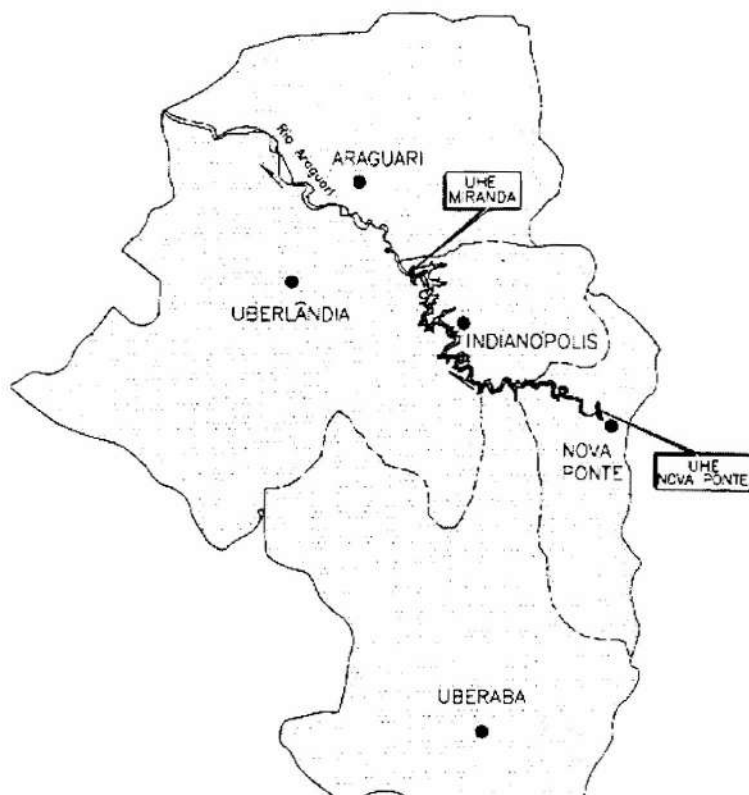 Rio Araguari
ARAGUARI
UHE
MIRANDA
UBERLÂNDIA
INDIANÓPOLIS
NOVA
PONTE
UHE
NOVA PONTE
UBERABA